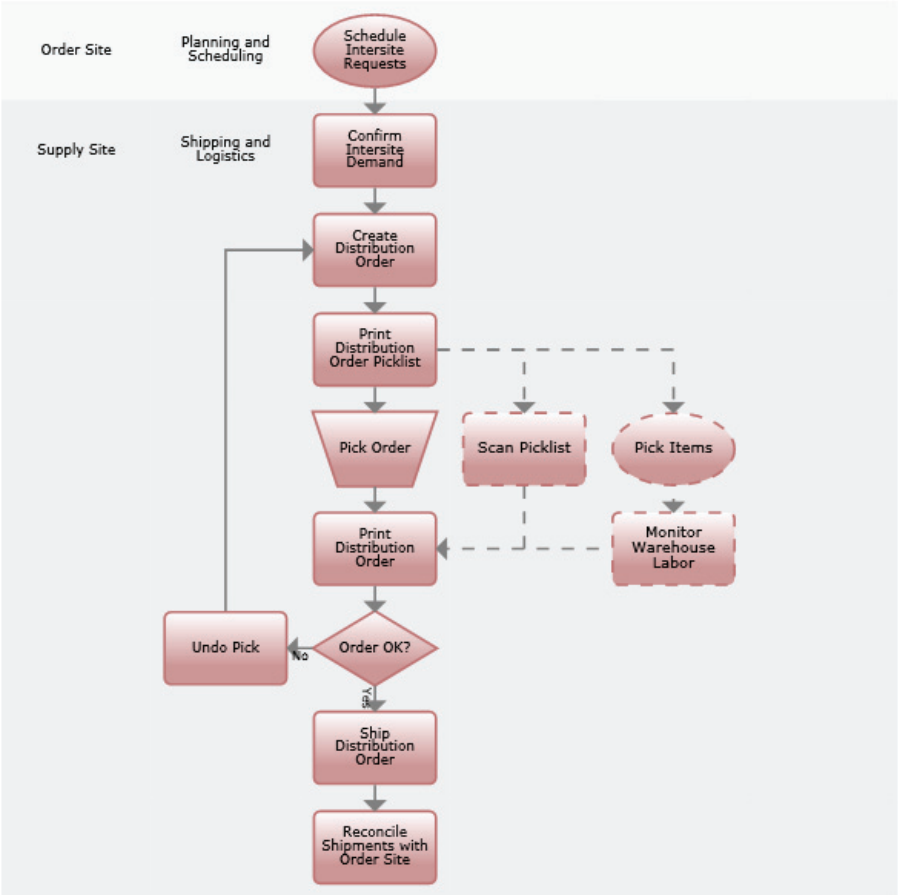 Order Site
Planning and
Scheduling
Schedule
Intersite
Requests
Supply Site
Shipping and
Logistics
Confirm
Intersite
Demand
Create
Distribution
Order
Print
Distribution
Order Picklist
Pick Order
Scan Picklist
Pick Items
Print
Distribution
Order
Monitor
Warehouse
Labor
Undo Pick
No
Order OK?
Yes
Ship
Distribution
Order
Reconcile
Shipments with
Order Site